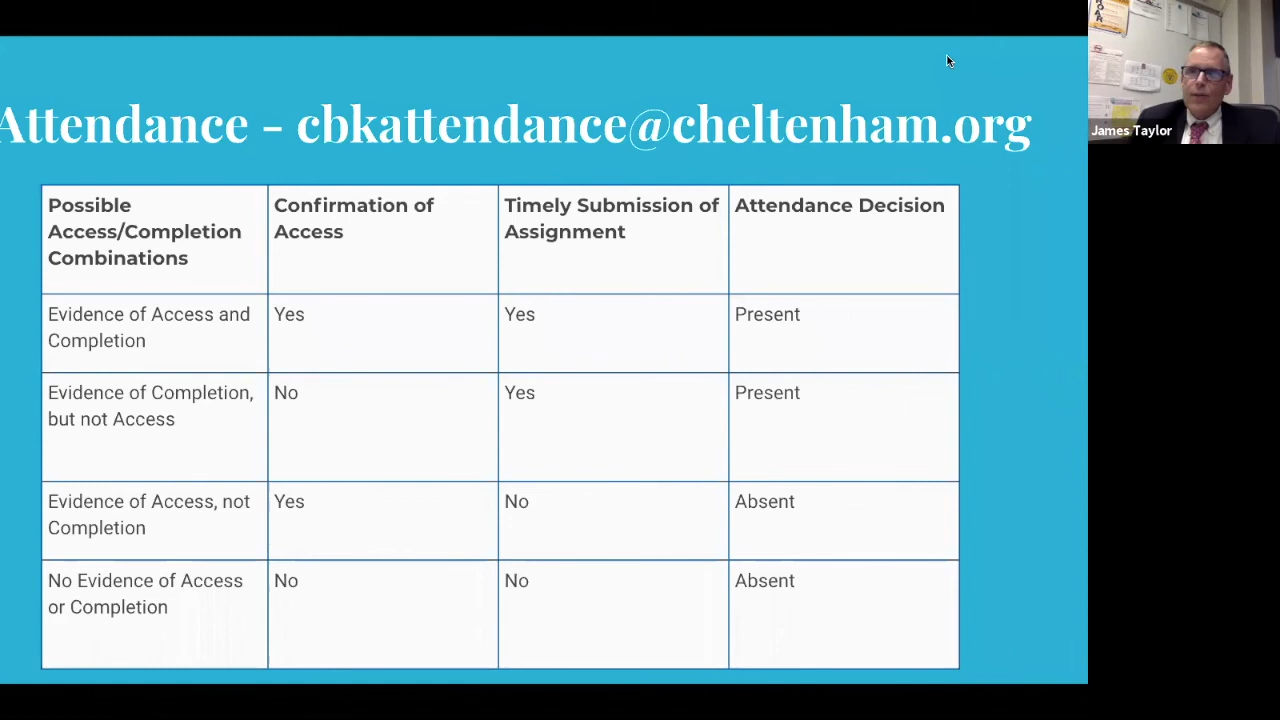 Attendance - cbkattendance@cheltenham.org
Possible
Access/Completion
Combinations
Confirmation of
Access
Timely Submission of
Assignment
Attendance Decision
Evidence of Access and
Completion
Yes
Yes
Present
Evidence of Completion,
but not Access
No
Yes
Present
Evidence of Access, not
Completion
Yes
No
Absent
No Evidence of Access
or Completion
No
No
Absent
James Taylor